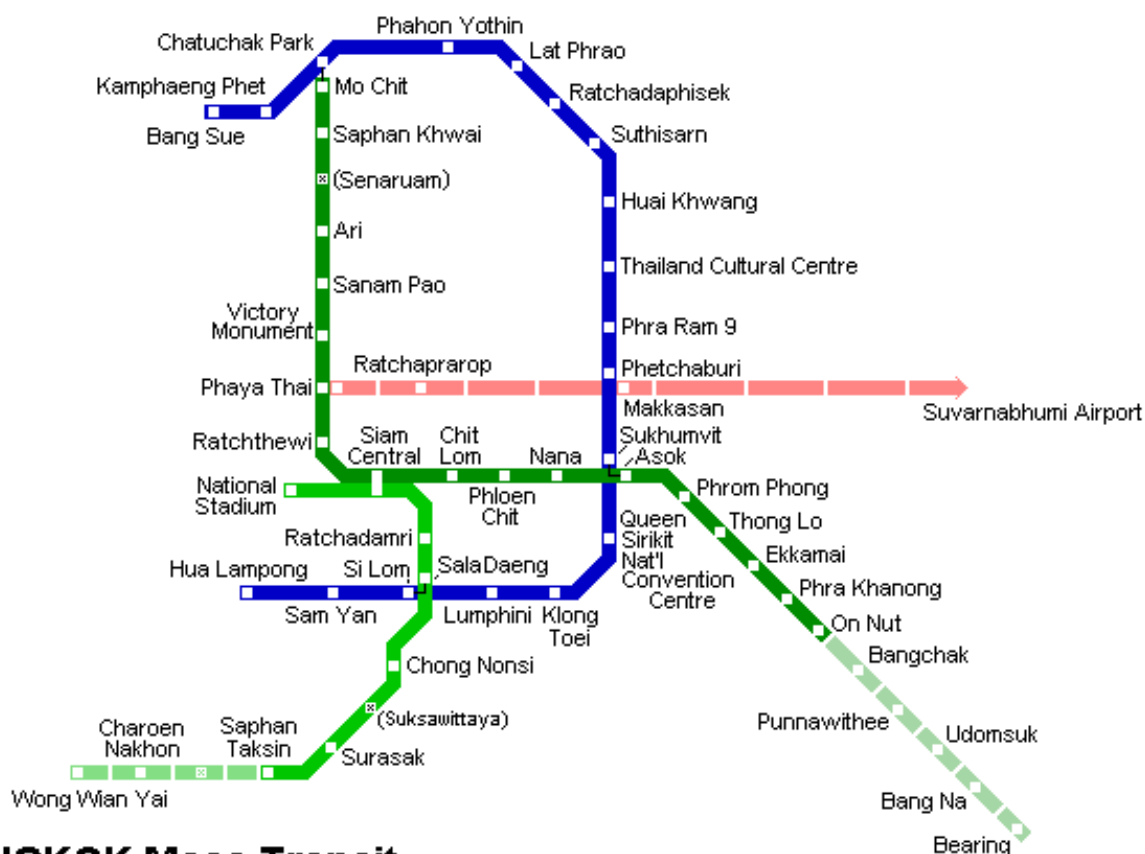 Phahon Yothin
Chatuchak Park
Lat Phrao
Kamphaeng Phet
Mo Chit
Ratchadaphisek
Bang Sue
Saphan Khwai
Suthisarn
(Senaruam)
Huai Khwang
Ari
Thailand Cultural Centre
Sanam Pao
Victory
Monument
Phra Ram 9
Ratchaprarop
Phetchaburi
Phaya Thai
Makkasan
Suvarnabhumi Airport
Ratchthewi
Siam
Central
Chit
Lom
Nana
Sukhumvit
Asok
National
Stadium
Phloen
Chit
Phrom Phong
Queen
Sirikit
Nat'l
Convention
Centre
Thong Lo
Ratchadamri
Ekkamai
Hua Lampong
Si Lom
Sala Daeng
Phra Khanong
Sam Yan
Lumphini
Klong
Toei
On Nut
Bangchak
Chong Nonsi
(Suksawittaya)
Punnawithee
Udomsuk
Charoen
Nakhon
Saphan
Taksin
Surasak
Wong Wian Yai
Bang Na
Bearing